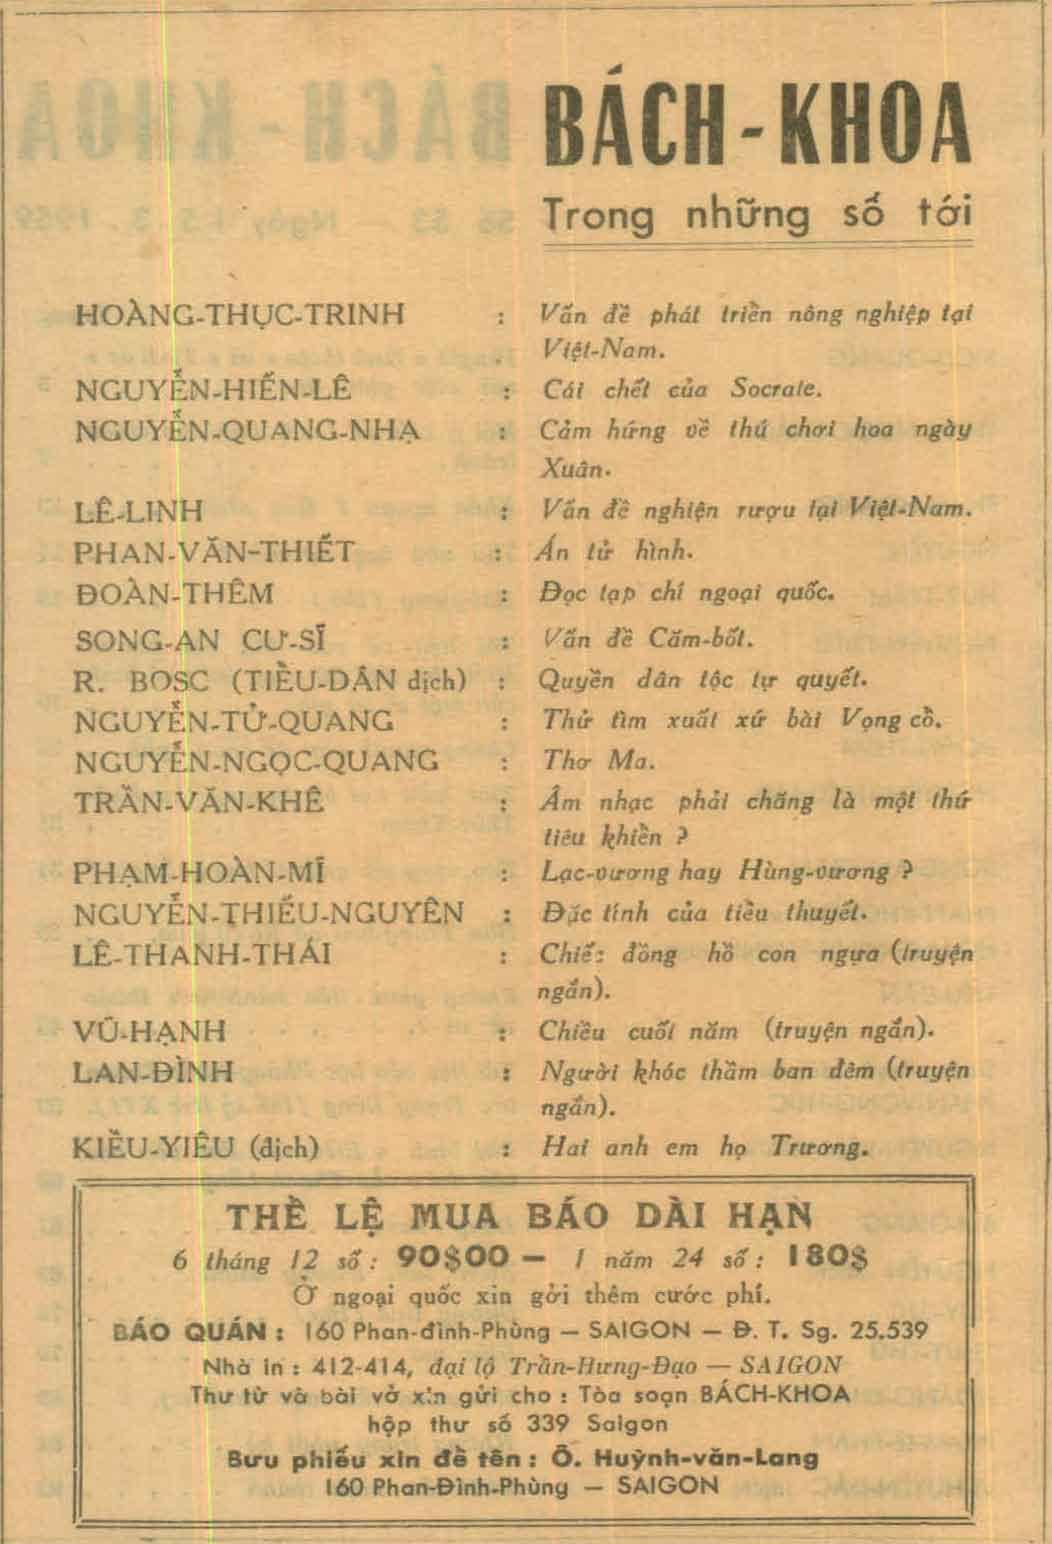 BÁCH-KHOA
Trong những số tới
HOÀNG-THỤC-TRINH : Vấn đề phát triển nông nghiệp tại
Việt-Nam.
NGUYỄN-HIẾN-LÊ : Cái chết của Socrate.
NGUYỄN-QUANG-NHẠ : Cảm hứng về thú chơi hoa ngày
Xuân.
LÊ-LINH : Vấn đề nghiện rượu tại Việt-Nam.
PHAN-VĂN-THIẾT : Án tử hình.
ĐOÀN-THÊM : Đọc tạp chí ngoại quốc.
SONG-AN CƯ-SĨ : Vấn đề Căm-bốt.
R. BOSC (TIỂU-DÂN dịch) : Quyền dân tộc tự quyết.
NGUYỄN-TỬ-QUANG : Thử tìm xuất xứ bài Vọng cổ.
NGUYỄN-NGỌC-QUANG : Thơ Ma.
TRẦN-VĂN-KHÊ : Âm nhạc phải chăng là một thứ
tiêu khiển ?
PHẠM-HOÀN-MĨ : Lạc-vương hay Hùng-vương ?
NGUYỄN-THIẾU-NGUYÊN : Đặc tính của tiểu thuyết.
LÊ-THANH-THÁI : Chiếc đồng hồ con ngựa (truyện
ngắn).
VŨ-HẠNH : Chiều cuối năm (truyện ngắn).
LAN-ĐÌNH : Người khóc thầm ban đêm (truyện
ngắn).
KIỀU-YIÊU (dịch) : Hai anh em họ Trương.
THỂ LỆ MUA BÁO DÀI HẠN
6 tháng 12 số : 90$00 — 1 năm 24 số : 180$
Ở ngoại quốc xin gởi thêm cước phí.
BÁO QUÁN : 160 Phan-đình-Phùng — SAIGON — Đ. T. Sg. 25.539
Nhà in : 412-414, đại lộ Trần-Hưng-Đạo — SAIGON
Thư từ và bài vở xin gửi cho : Tòa soạn BÁCH-KHOA
hộp thư số 339 Saigon
Bưu phiếu xin đề tên : Ô. Huỳnh-văn-Lang
160 Phan-Đình-Phùng — SAIGON